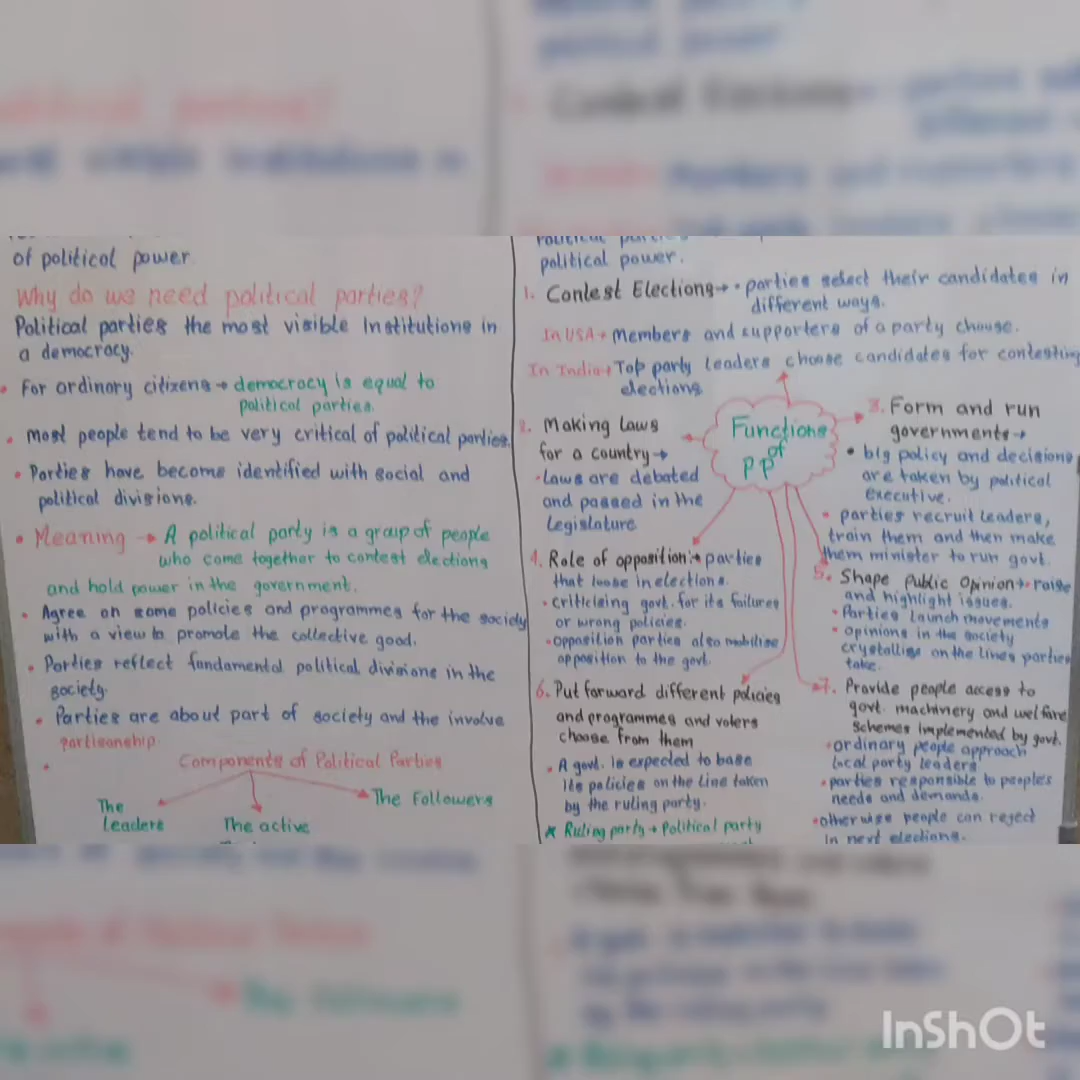 of political power
Why do we need political parties?
Political parties the most visible Institutions in
a democracy.
• For ordinary citizens → democracy is equal to
political parties.
• Most people tend to be very critical of political parties.
• Parties have become identified with social and
political divisions.
• Meaning → A political party is a group of people
who come together to contest elections
and hold power in the government.
• Agree on some policies and programmes for the society
with a view to promote the collective good.
• Parties reflect fundamental political divisions in the
society.
• Parties are about part of society and the involve
partisanship.
Components of Political Parties
The
Leaders
The active
The Followers
political power.
1. Contest Elections → • parties select their candidates in
different ways.
In USA → Members and supporters of a party choose.
In India → Top party leaders choose candidates for contesting
elections
Functions
of
PP
2. Making Laws
for a country →
• Laws are debated
and passed in the
Legislature
3. Form and run
governments →
• big policy and decisions
are taken by political
executive.
• parties recruit leaders,
train them and then make
them minister to run govt.
4. Role of opposition: → parties
that loose in elections.
• criticising govt. for its failures
or wrong policies.
• opposition parties also mobilise
opposition to the govt.
5. Shape Public Opinion → • raise
and highlight issues.
• Parties launch movements
• opinions in the society
crystallise on the lines parties
take.
6. Put forward different policies
and programmes and voters
choose from them
• A govt. is expected to base
its policies on the line taken
by the ruling party.
* Ruling party → Political party
7. Provide people access to
govt. machinery and welfare
schemes implemented by govt.
• ordinary people approach
local party leaders
• parties responsible to people's
needs and demands.
• otherwise people can reject
in next elections.
InShOt